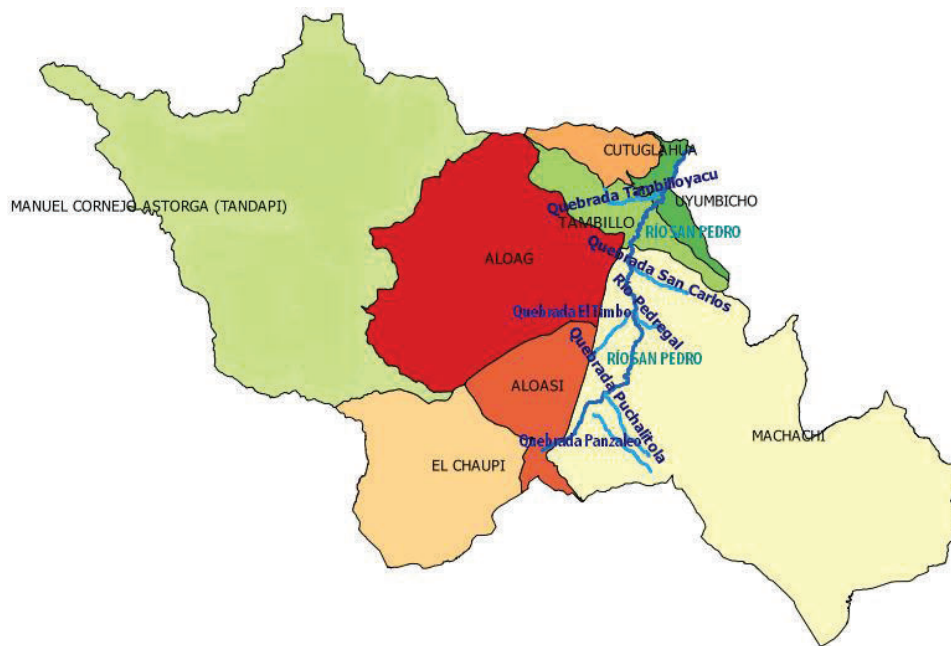 CUTUGLAHUA
Quebrada Tambilloyacu
UYUMBICHO
MANUEL CORNEJO ASTORGA (TANDAPI)
TAMBILLO
RÍO SAN PEDRO
ALOAG
Quebrada San Carlos
Río Pedregal
Quebrada El Timbo
Quebrada Puchalitola
RÍO SAN PEDRO
ALOASI
MACHACHI
Quebrada Panzaleo
EL CHAUPI